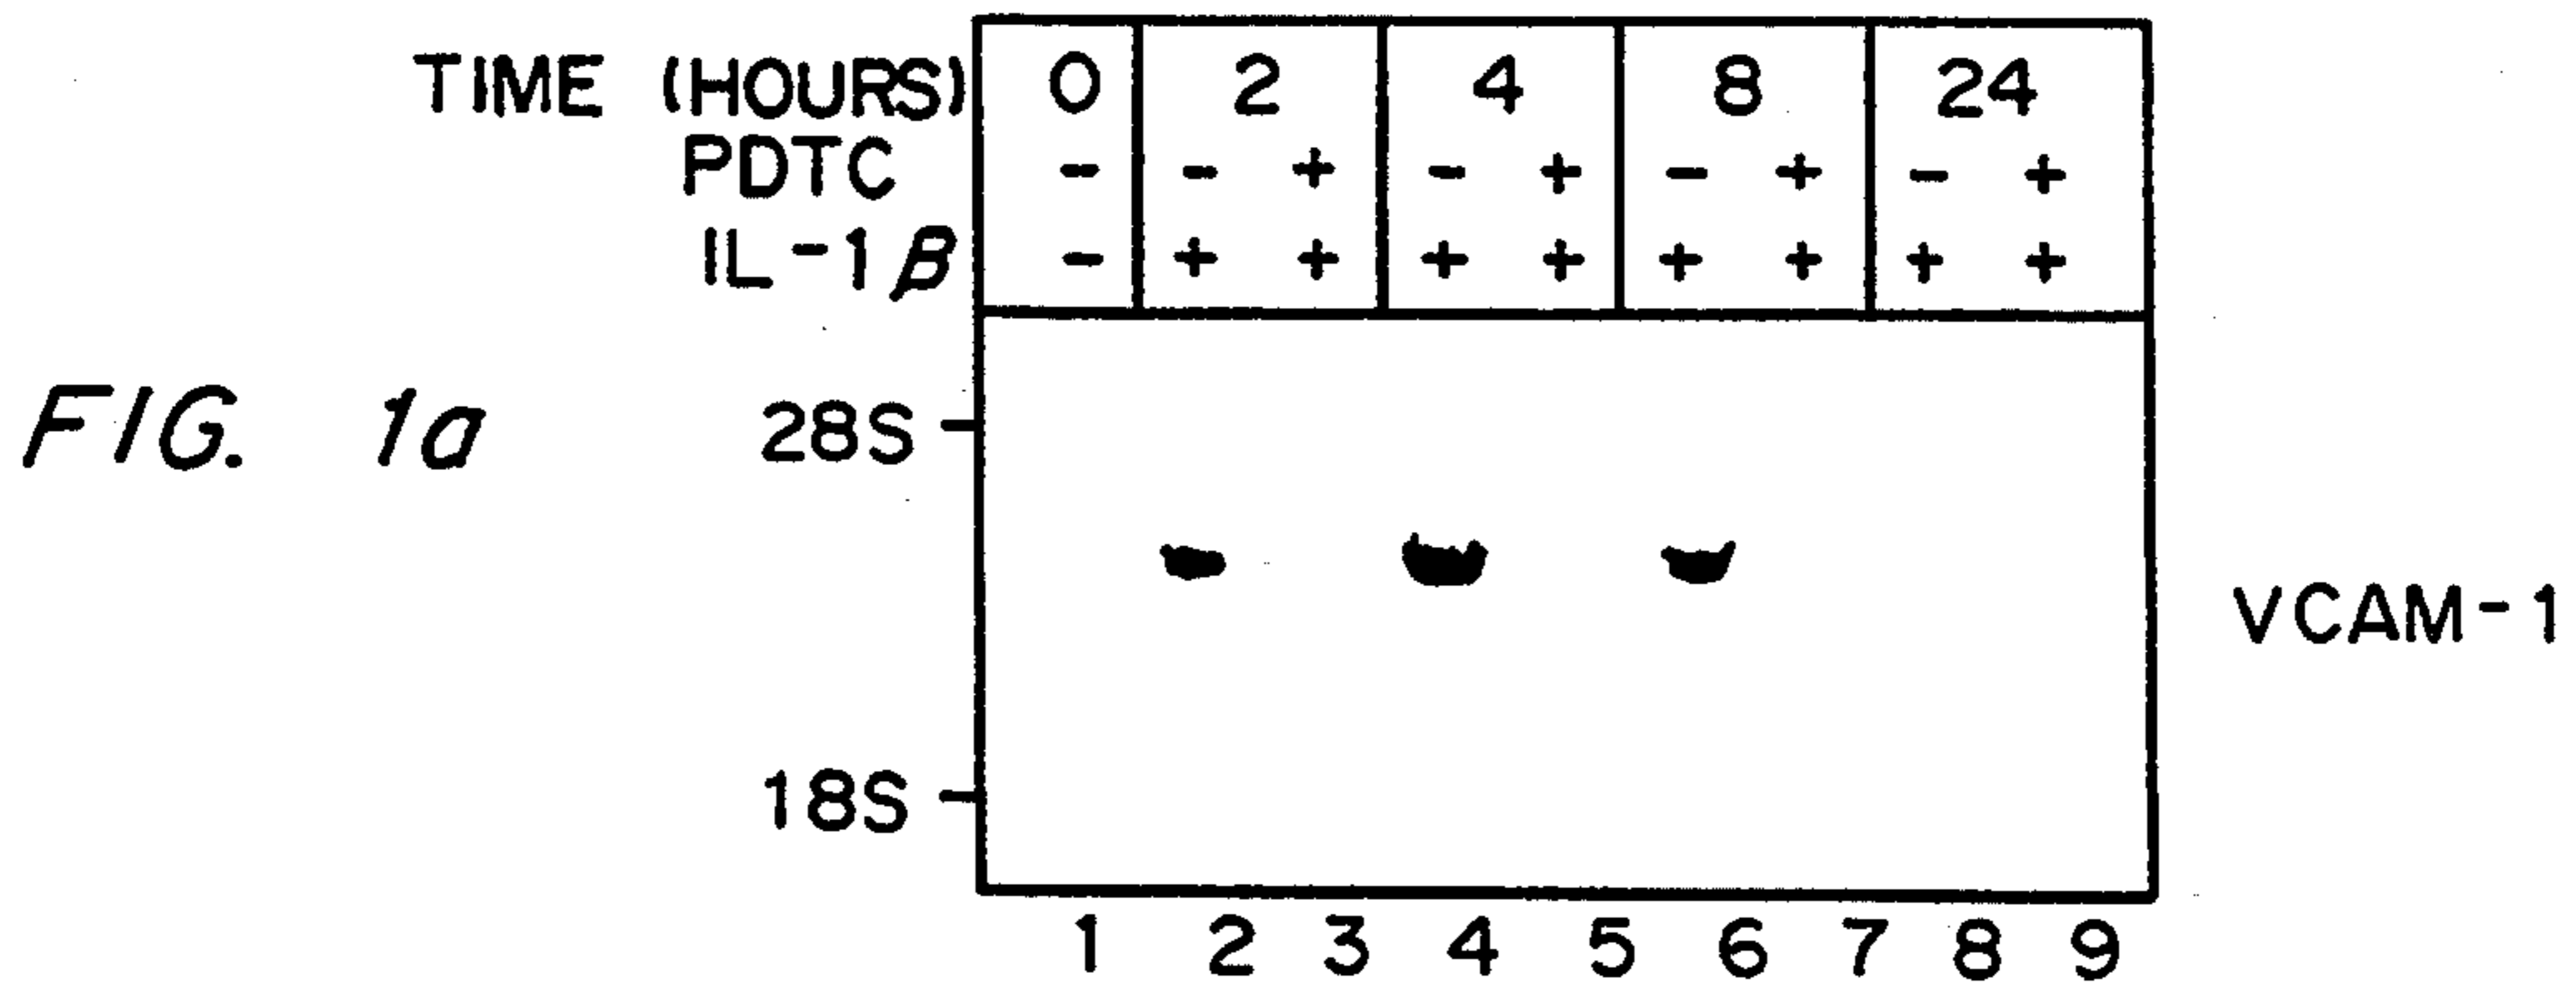 TIME (HOURS) 0 2 4 8 24
PDTC - - + - + - + - +
IL-1β - + + + + + + + +
FIG. 1a
28S
VCAM-1
18S
1 2 3 4 5 6 7 8 9